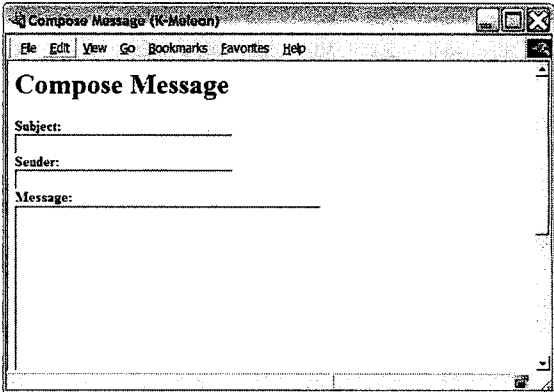 Compose Message (K-Meleon)
File Edit View Go Bookmarks Favorites Help
Compose Message
Subject:
Sender:
Message: